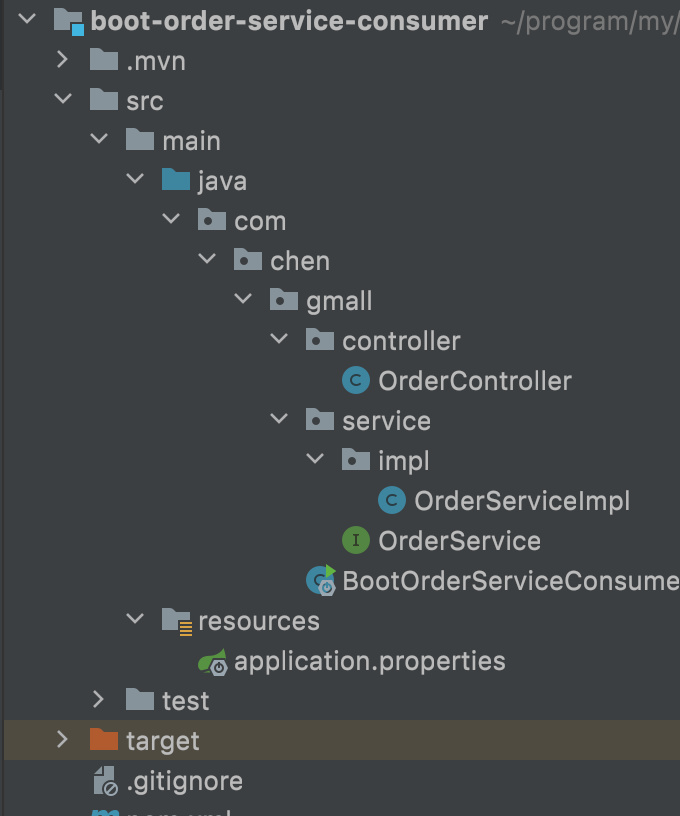 boot-order-service-consumer ~/program/my/
.mvn
src
main
java
com
chen
gmall
controller
C OrderController
service
impl
C OrderServiceImpl
I OrderService
C BootOrderServiceConsume
resources
application.properties
test
target
.gitignore